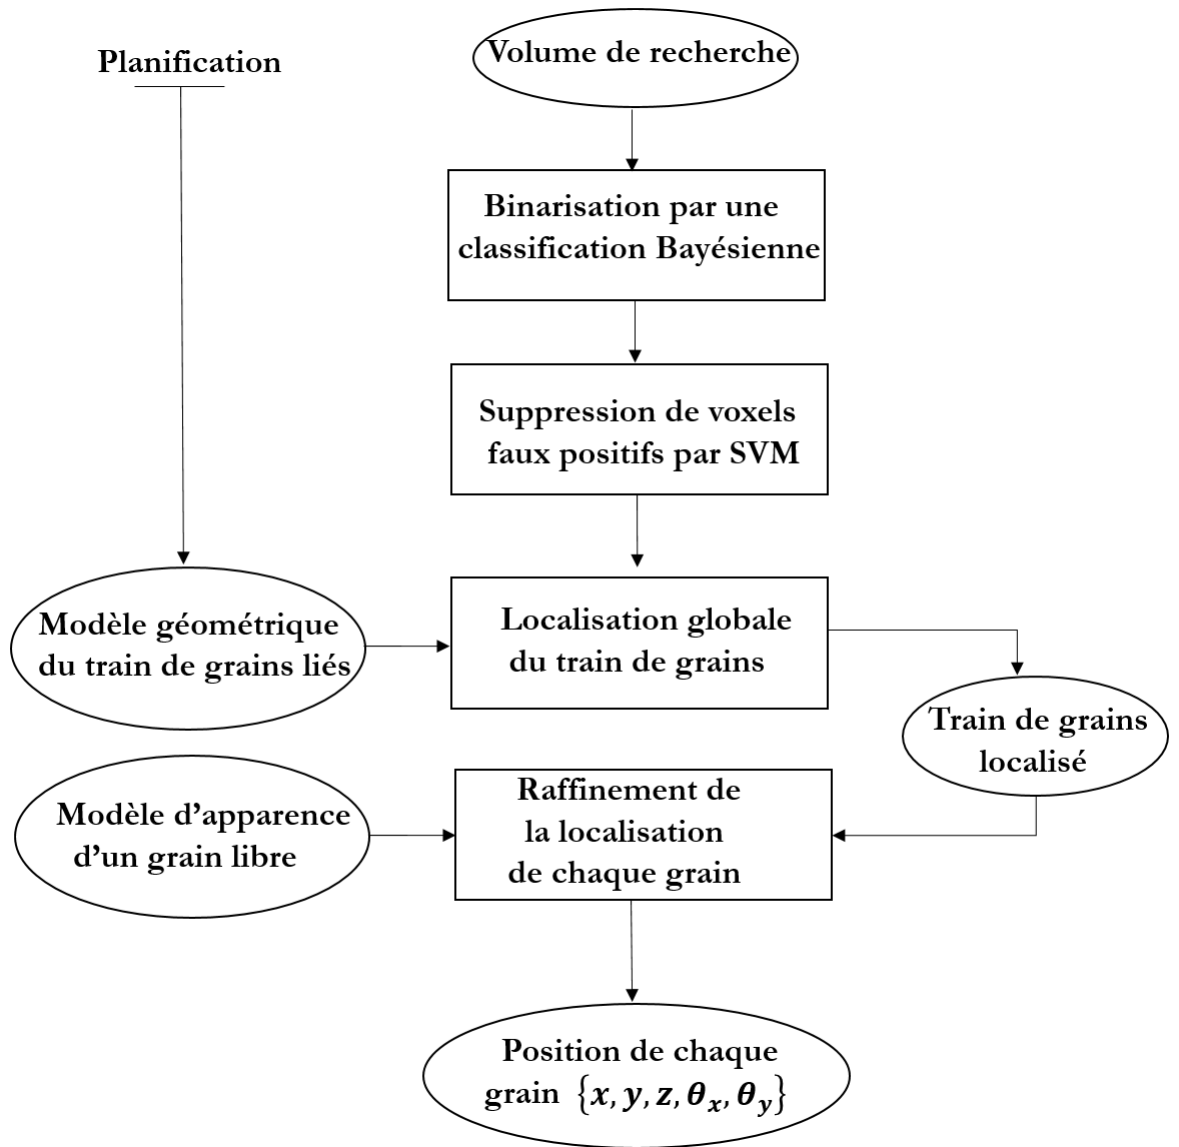 Planification
Volume de recherche
Binarisation par une
classification Bayésienne
Suppression de voxels
faux positifs par SVM
Modèle géométrique
du train de grains liés
Localisation globale
du train de grains
Train de grains
localisé
Modèle d’apparence
d’un grain libre
Raffinement de
la localisation
de chaque grain
Position de chaque
grain {x, y, z, θₓ, θ_y}